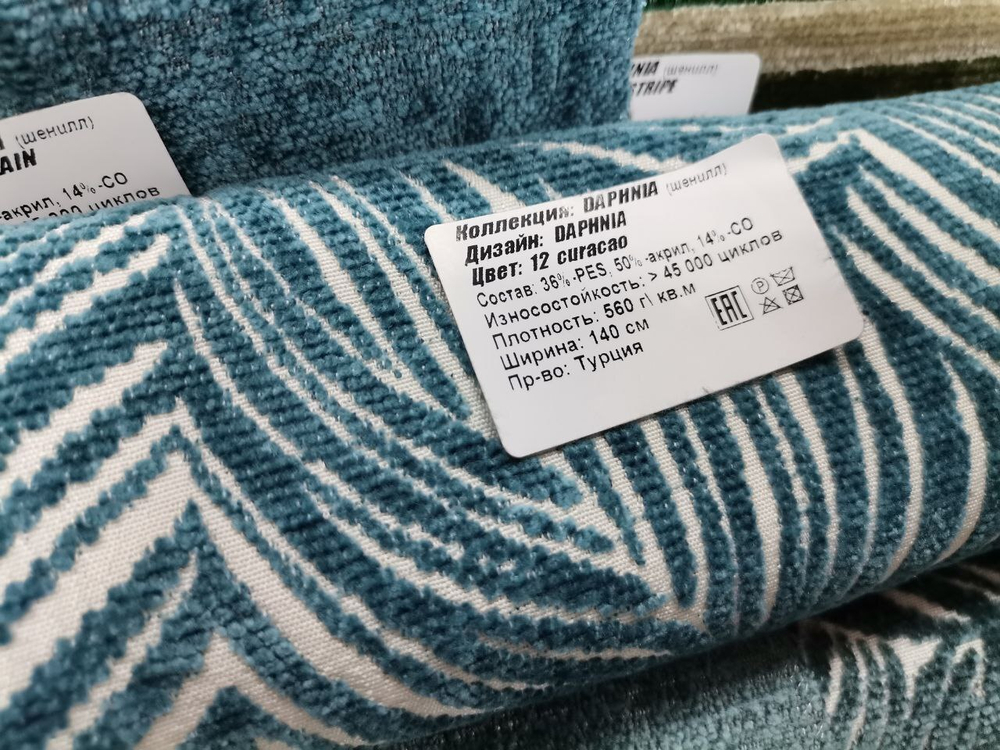 (шенилл)
AIN
-акрил, 14%-CO
000 циклов
NIA (шенилл)
STRIPE
Коллекция: DAPHNIA (шенилл)
Дизайн: DAPHNIA
Цвет: 12 curacao
Состав: 36%-PES, 50%-акрил, 14%-CO
Износостойкость: > 45 000 циклов
Плотность: 560 г\ кв.м
Ширина: 140 см
Пр-во: Турция
EAC
P